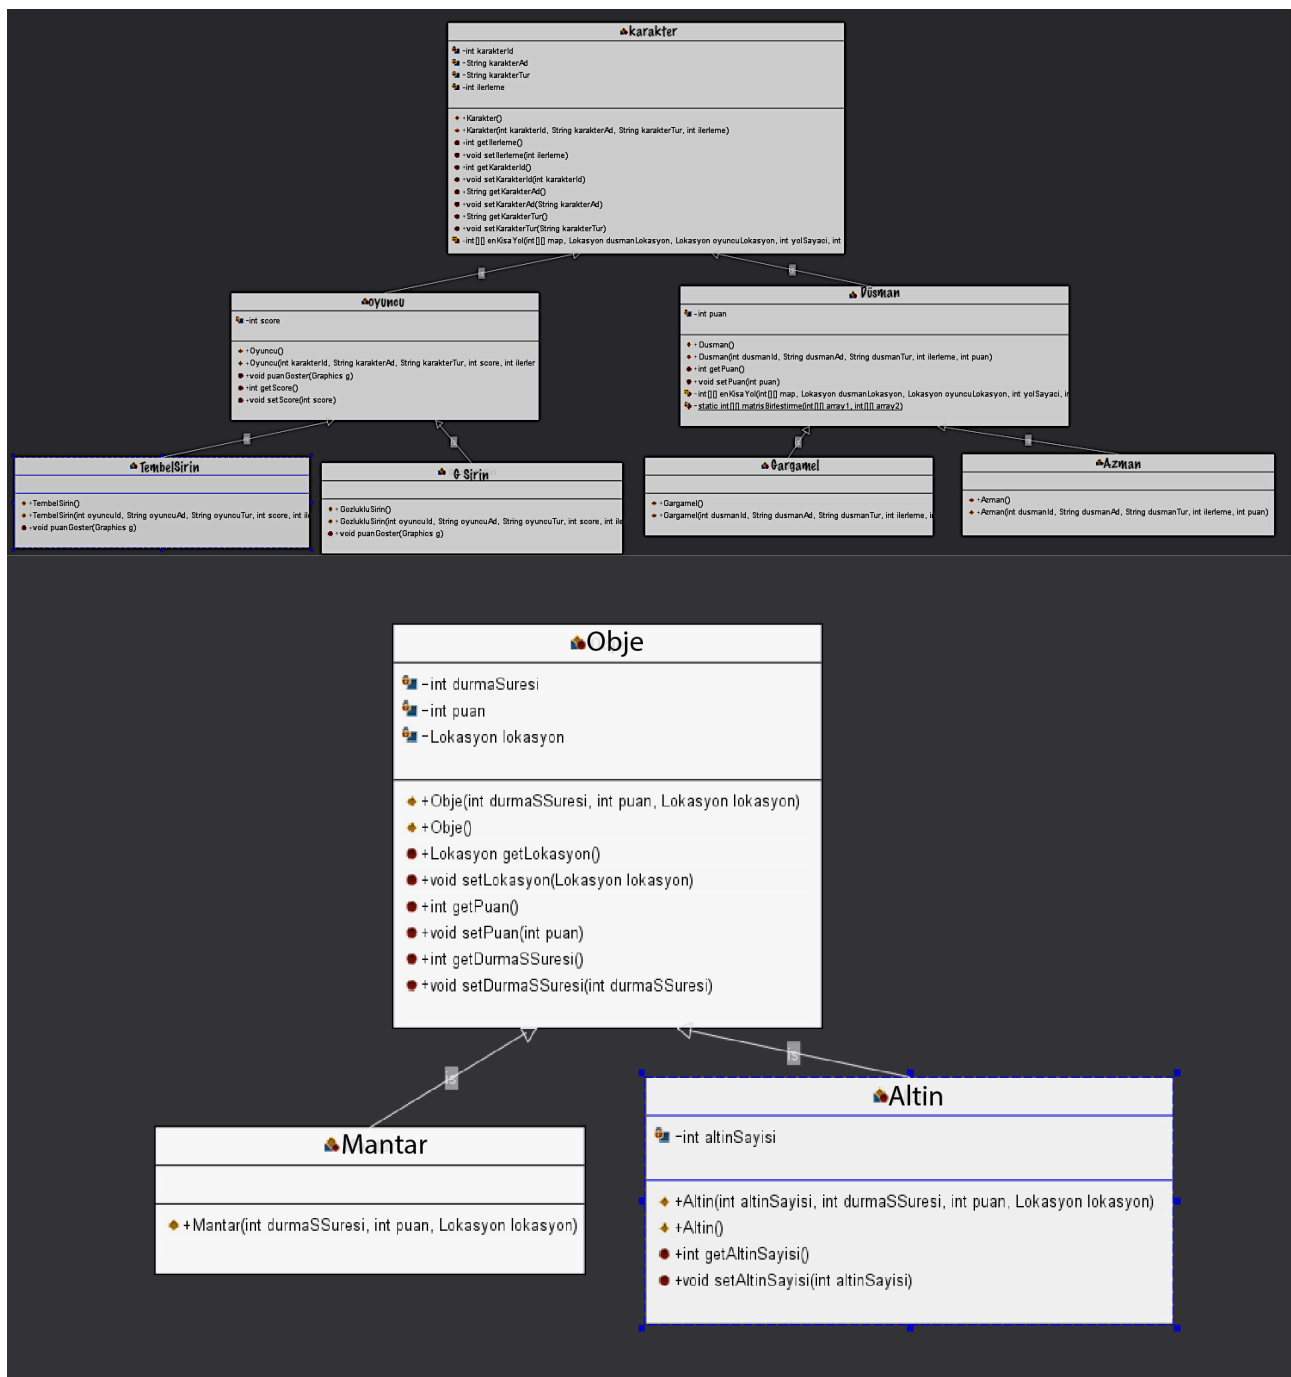 karakter
-int karakterId
-String karakterAd
-String karakterTur
-int ilerleme
+Karakter()
+Karakter(int karakterId, String karakterAd, String karakterTur, int ilerleme)
+int getIlerleme()
+void setIlerleme(int ilerleme)
+int getKarakterId()
+void setKarakterId(int karakterId)
+String getKarakterAd()
+void setKarakterAd(String karakterAd)
+String getKarakterTur()
+void setKarakterTur(String karakterTur)
-int[][] enKisaYol(int[][] map, Lokasyon dusmanLokasyon, Lokasyon oyuncuLokasyon, int yolSayaci, int
is
is
oyuncu
-int score
+Oyuncu()
+Oyuncu(int karakterId, String karakterAd, String karakterTur, int score, int ilerler
+void puanGoster(Graphics g)
+int getScore()
+void setScore(int score)
Düsman
-int puan
+Dusman()
+Dusman(int dusmanId, String dusmanAd, String dusmanTur, int ilerleme, int puan)
+int getPuan()
+void setPuan(int puan)
-int[][] enKisaYol(int[][] map, Lokasyon dusmanLokasyon, Lokasyon oyuncuLokasyon, int yolSayaci, in
-static int[][] matrisBirlestirme(int[][] array1, int[][] array2)
is
is
is
is
TembelSirin
+TembelSirin()
+TembelSirin(int oyuncuId, String oyuncuAd, String oyuncuTur, int score, int il
+void puanGoster(Graphics g)
G Sirin
+GozlukluSirin()
+GozlukluSirin(int oyuncuId, String oyuncuAd, String oyuncuTur, int score, int ile
+void puanGoster(Graphics g)
Gargamel
+Gargamel()
+Gargamel(int dusmanId, String dusmanAd, String dusmanTur, int ilerleme, i
Azman
+Azman()
+Azman(int dusmanId, String dusmanAd, String dusmanTur, int ilerleme, int puan)
Obje
-int durmaSuresi
-int puan
-Lokasyon lokasyon
+Obje(int durmaSSuresi, int puan, Lokasyon lokasyon)
+Obje()
+Lokasyon getLokasyon()
+void setLokasyon(Lokasyon lokasyon)
+int getPuan()
+void setPuan(int puan)
+int getDurmaSSuresi()
+void setDurmaSSuresi(int durmaSSuresi)
is
is
Mantar
+Mantar(int durmaSSuresi, int puan, Lokasyon lokasyon)
Altin
-int altinSayisi
+Altin(int altinSayisi, int durmaSSuresi, int puan, Lokasyon lokasyon)
+Altin()
+int getAltinSayisi()
+void setAltinSayisi(int altinSayisi)